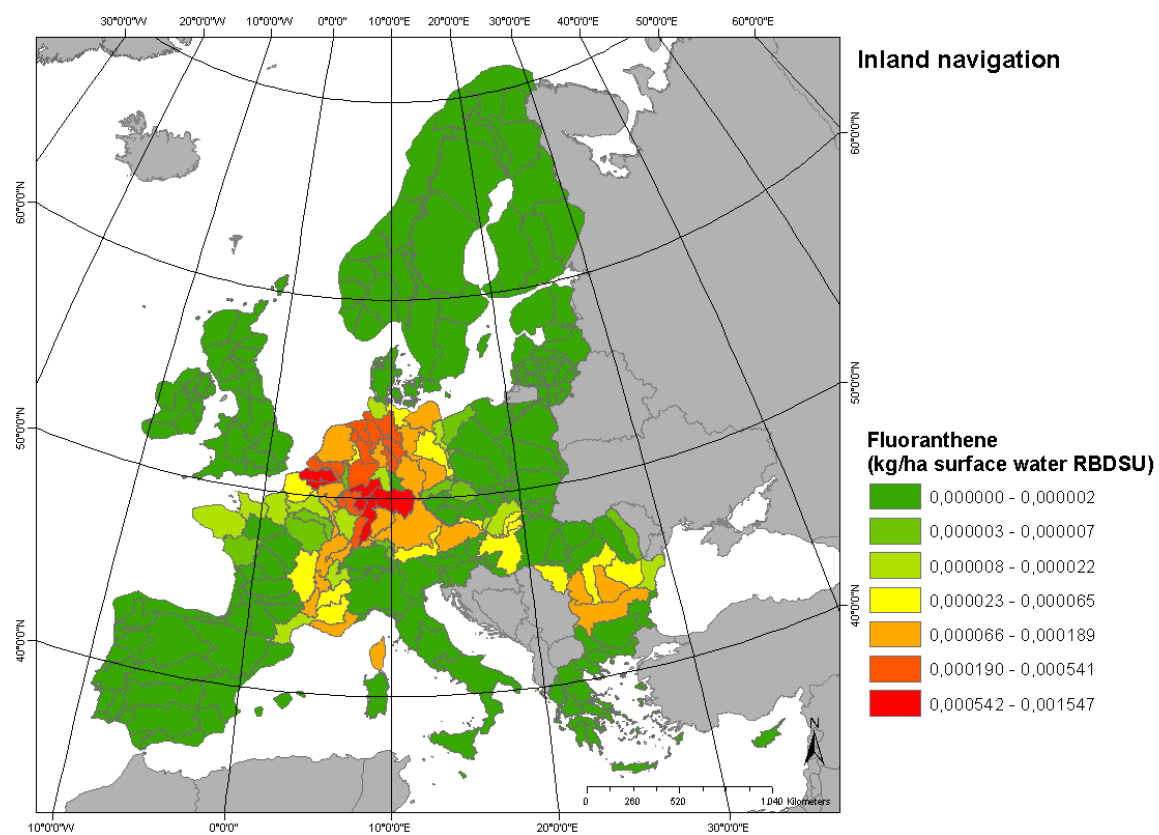 30°0'0"W 20°0'0"W 10°0'0"W 0°0'0" 10°0'0"E 20°0'0"E 30°0'0"E 40°0'0"E 50°0'0"E 60°0'0"E
Inland navigation
60°0'0"N
60°0'0"N
50°0'0"N
50°0'0"N
40°0'0"N
40°0'0"N
Fluoranthene
(kg/ha surface water RBDSU)
0,000000 - 0,000002
0,000003 - 0,000007
0,000008 - 0,000022
0,000023 - 0,000065
0,000066 - 0,000189
0,000190 - 0,000541
0,000542 - 0,001547
N
0 260 520 1.040 Kilometers
10°0'0"W 0°0'0" 10°0'0"E 20°0'0"E 30°0'0"E